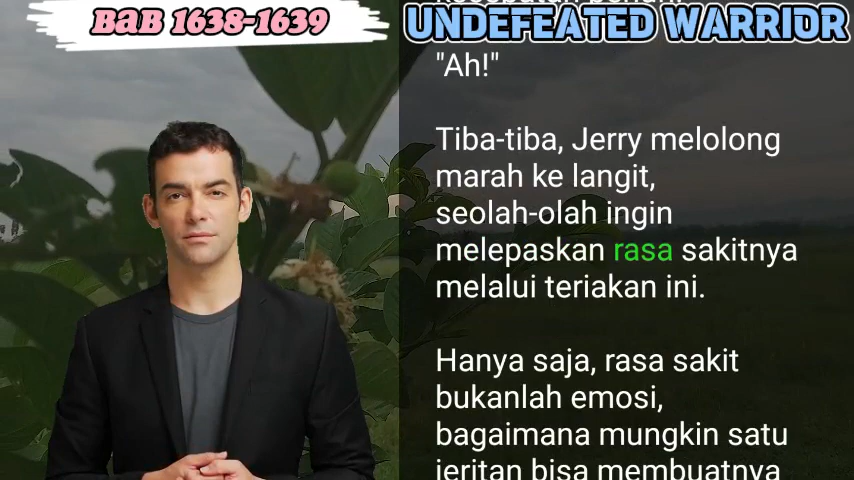 BAB 1638-1639
UNDEFEATED WARRIOR
"Ah!"
Tiba-tiba, Jerry melolong
marah ke langit,
seolah-olah ingin
melepaskan rasa sakitnya
melalui teriakan ini.
Hanya saja, rasa sakit
bukanlah emosi,
bagaimana mungkin satu
jeritan bisa membuatnya